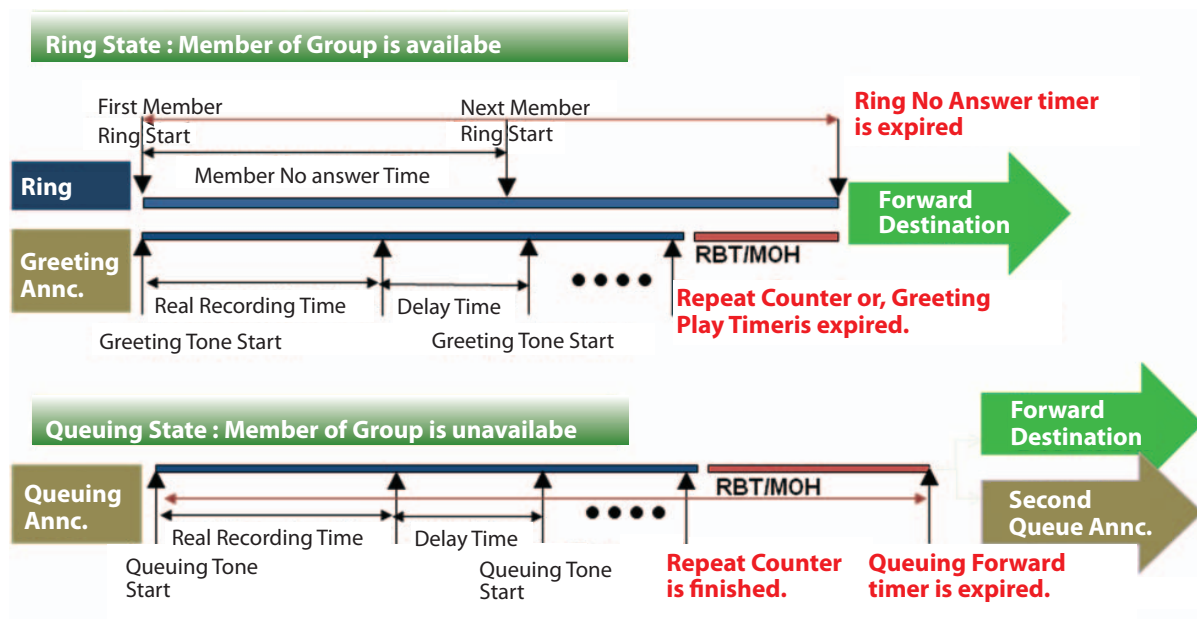 Ring State : Member of Group is availabe
First Member
Ring Start
Next Member
Ring Start
Ring No Answer timer
is expired
Member No answer Time
Ring
Forward
Destination
Greeting
Annc.
RBT/MOH
Real Recording Time
Delay Time
Repeat Counter or, Greeting
Play Timeris expired.
Greeting Tone Start
Greeting Tone Start
Queuing State : Member of Group is unavailabe
Forward
Destination
Queuing
Annc.
RBT/MOH
Second
Queue Annc.
Real Recording Time
Delay Time
Queuing Tone
Start
Queuing Tone
Start
Repeat Counter
is finished.
Queuing Forward
timer is expired.